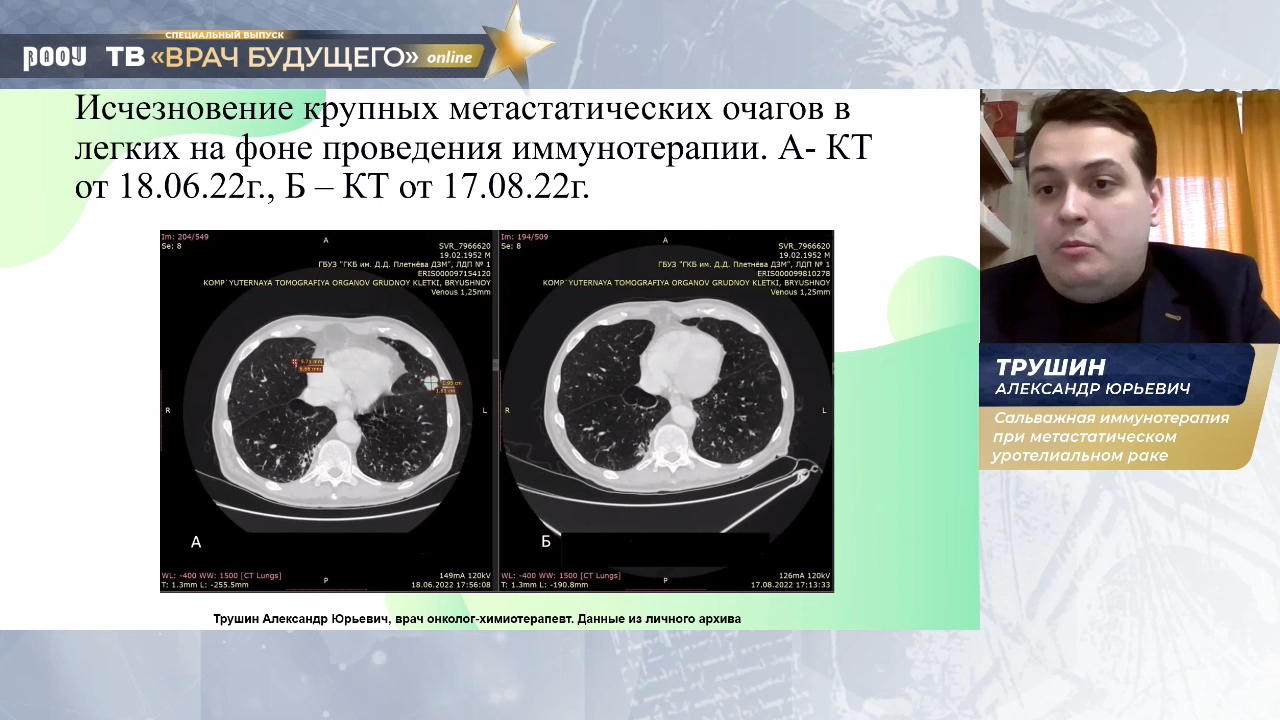 СПЕЦИАЛЬНЫЙ ВЫПУСК
РООУ ТВ «ВРАЧ БУДУЩЕГО» online
Исчезновение крупных метастатических очагов в
легких на фоне проведения иммунотерапии. А- КТ
от 18.06.22г., Б – КТ от 17.08.22г.
Im: 204/549
Se: 8
A
SVR_7966620
19.02.1952 M
ГБУЗ "ГКБ им. Д.Д. Плетнёва ДЗМ", ЛДП № 1
ERIS000097154120
KOMP`YUTERNAYA TOMOGRAFIYA ORGANOV GRUDNOY KLETKI, BRYUSHNOY
Venous 1,25mm
R
L
А
WL: -400 WW: 1500 [CT Lungs]
T: 1.3mm L: -255.5mm
P
149mA 120kV
18.06.2022 17:56:08
Im: 194/509
Se: 8
A
SVR_7966620
19.02.1952 M
ГБУЗ "ГКБ им. Д.Д. Плетнёва ДЗМ", ЛДП № 1
ERIS000099810278
KOMP`YUTERNAYA TOMOGRAFIYA ORGANOV GRUDNOY KLETKI, BRYUSHNOY
Venous 1,25mm
R
L
Б
WL: -400 WW: 1500 [CT Lungs]
T: 1.3mm L: -190.8mm
P
126mA 120kV
17.08.2022 17:13:33
Трушин Александр Юрьевич, врач онколог-химиотерапевт. Данные из личного архива
ТРУШИН
АЛЕКСАНДР ЮРЬЕВИЧ
Сальважная иммунотерапия
при метастатическом
уротелиальном раке